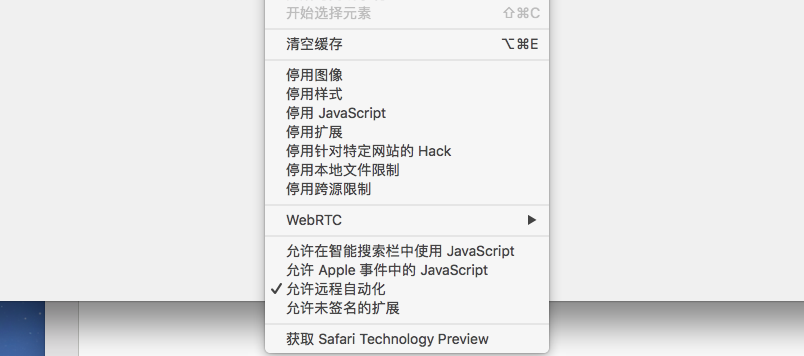 开始选择元素 ⇧⌘C
清空缓存 ⌥⌘E
停用图像
停用样式
停用 JavaScript
停用扩展
停用针对特定网站的 Hack
停用本地文件限制
停用跨源限制
WebRTC
允许在智能搜索栏中使用 JavaScript
允许 Apple 事件中的 JavaScript
允许远程自动化
允许未签名的扩展
获取 Safari Technology Preview